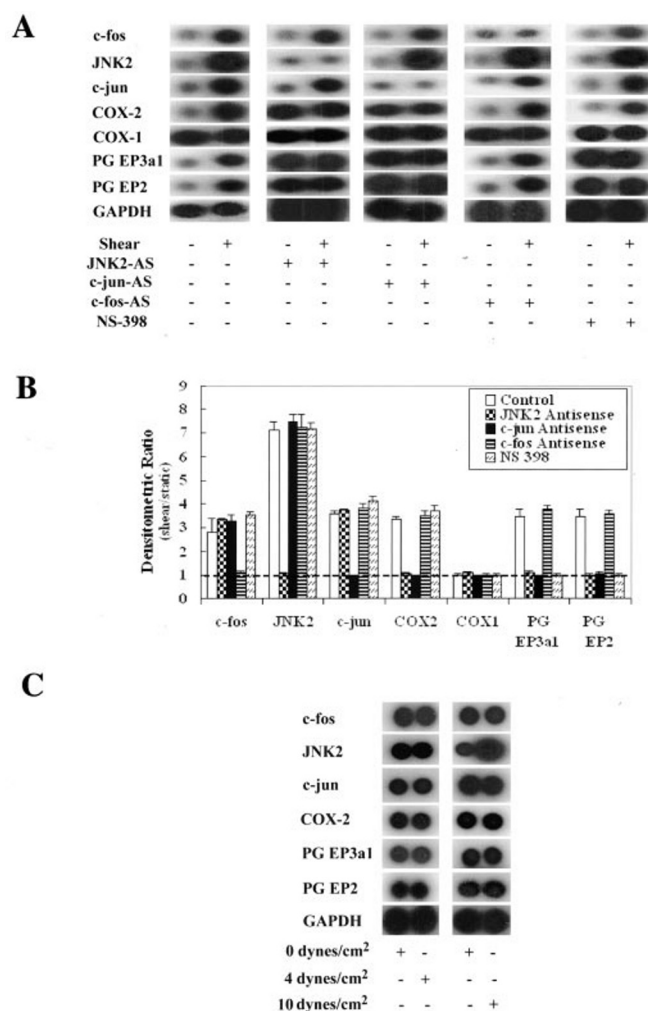 A
c-fos
JNK2
c-jun
COX-2
COX-1
PG EP3a1
PG EP2
GAPDH
Shear - + - + - + - + - +
JNK2-AS - - + + - - - - - -
c-jun-AS - - - - + + - - - -
c-fos-AS - - - - - - + + - -
NS-398 - - - - - - - - + +
B
Densitometric Ratio
(shear/static)
9
8
7
6
5
4
3
2
1
0
Control
JNK2 Antisense
c-jun Antisense
c-fos Antisense
NS 398
c-fos JNK2 c-jun COX2 COX1 PG PG
EP3a1 EP2
C
c-fos
JNK2
c-jun
COX-2
PG EP3a1
PG EP2
GAPDH
0 dynes/cm² + - + -
4 dynes/cm² - + - -
10 dynes/cm² - - - +